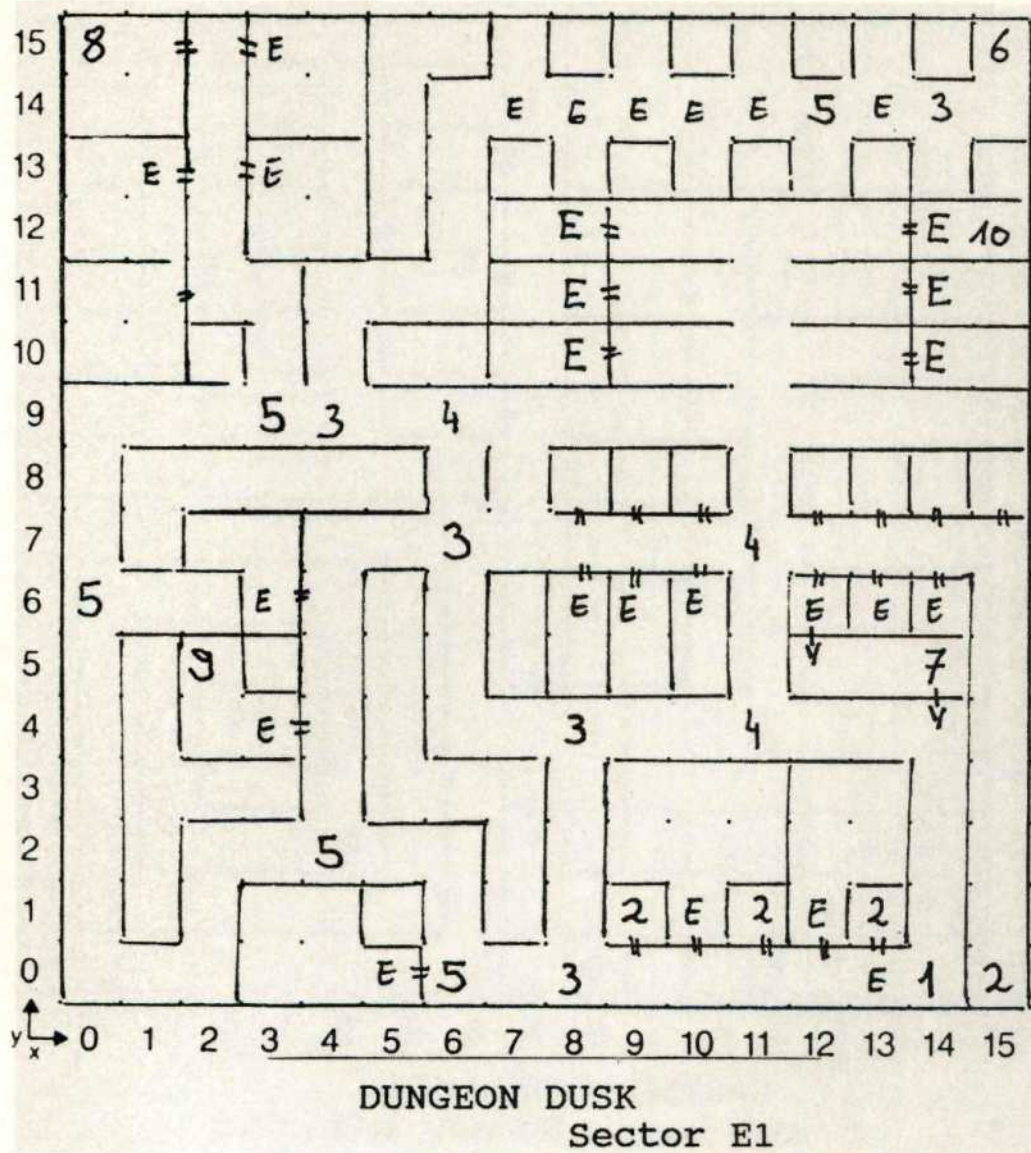 15 8 E 6
14 E E E E E 5 E 3
13 E E
12 E E 10
11 E E
10 E E
9 5 3 4
8
7 3 4
6 5 E E E E E E E
5 9 7
4 E 3 4
3
2 5
1 2 E 2 E 2
0 E 5 3 E 1 2
y x 0 1 2 3 4 5 6 7 8 9 10 11 12 13 14 15
DUNGEON DUSK
Sector E1